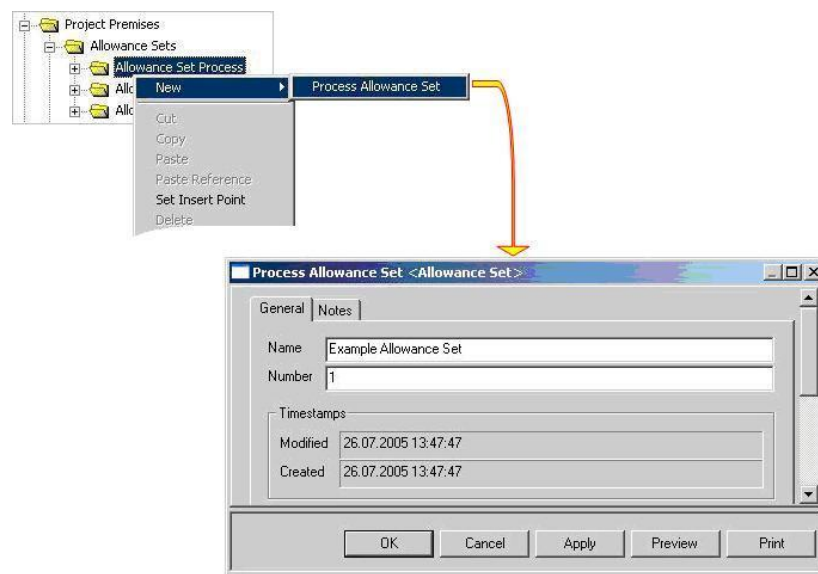 Project Premises
Allowance Sets
Allowance Set Process
Allo
Allo
New
Process Allowance Set
Cut
Copy
Paste
Paste Reference
Set Insert Point
Delete
Process Allowance Set <Allowance Set>
General
Notes
Name
Example Allowance Set
Number
1
Timestamps
Modified
26.07.2005 13:47:47
Created
26.07.2005 13:47:47
OK
Cancel
Apply
Preview
Print